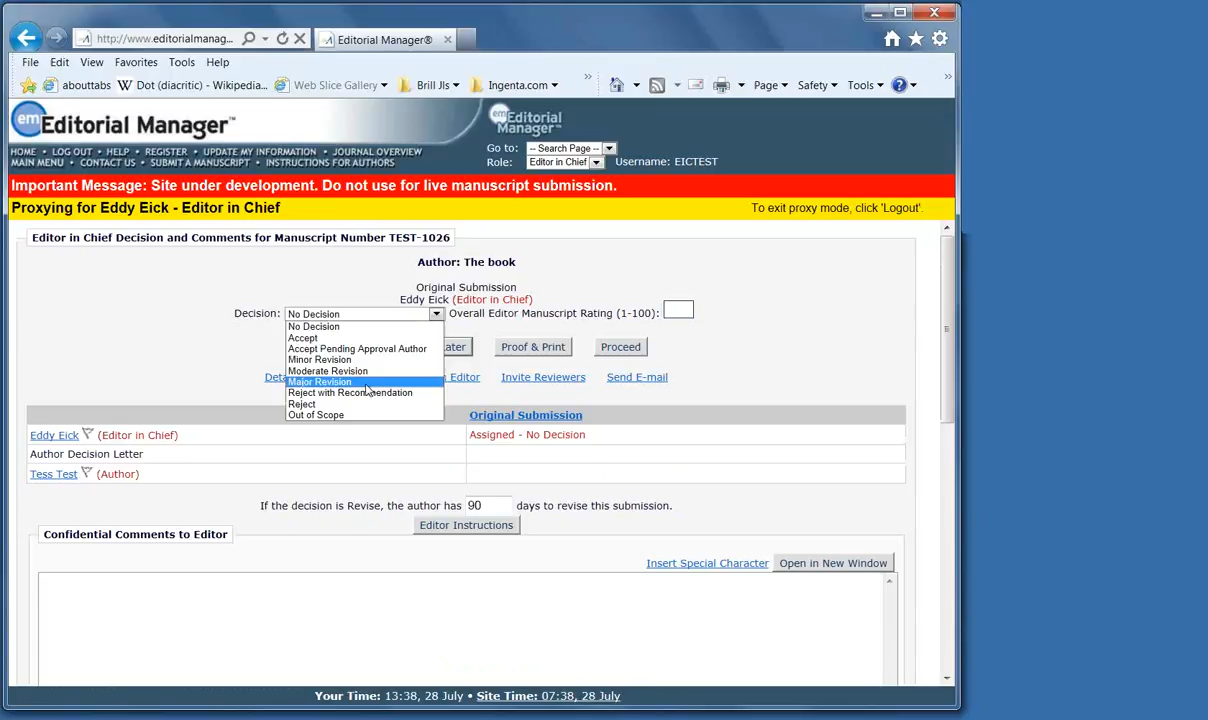 http://www.editorialmanag...
Editorial Manager®
File Edit View Favorites Tools Help
abouttabs Dot (diacritic) - Wikipedia... Web Slice Gallery Brill Jls Ingenta.com Page Safety Tools
em Editorial Manager™
em Editorial Manager™
Go to: -- Search Page --
HOME • LOG OUT • HELP • REGISTER • UPDATE MY INFORMATION • JOURNAL OVERVIEW
MAIN MENU • CONTACT US • SUBMIT A MANUSCRIPT • INSTRUCTIONS FOR AUTHORS
Role: Editor in Chief Username: EICTEST
Important Message: Site under development. Do not use for live manuscript submission.
Proxying for Eddy Eick - Editor in Chief To exit proxy mode, click 'Logout'.
Editor in Chief Decision and Comments for Manuscript Number TEST-1026
Author: The book
Original Submission
Eddy Eick (Editor in Chief)
Decision: No Decision Overall Editor Manuscript Rating (1-100):
No Decision
Accept
Accept Pending Approval Author
Minor Revision
Moderate Revision
Major Revision
Reject with Recommendation
Reject
Out of Scope
ater Proof & Print Proceed
Deta Editor Invite Reviewers Send E-mail
Original Submission
Eddy Eick (Editor in Chief) Assigned - No Decision
Author Decision Letter
Tess Test (Author)
If the decision is Revise, the author has 90 days to revise this submission.
Editor Instructions
Confidential Comments to Editor
Insert Special Character Open in New Window
Your Time: 13:38, 28 July • Site Time: 07:38, 28 July